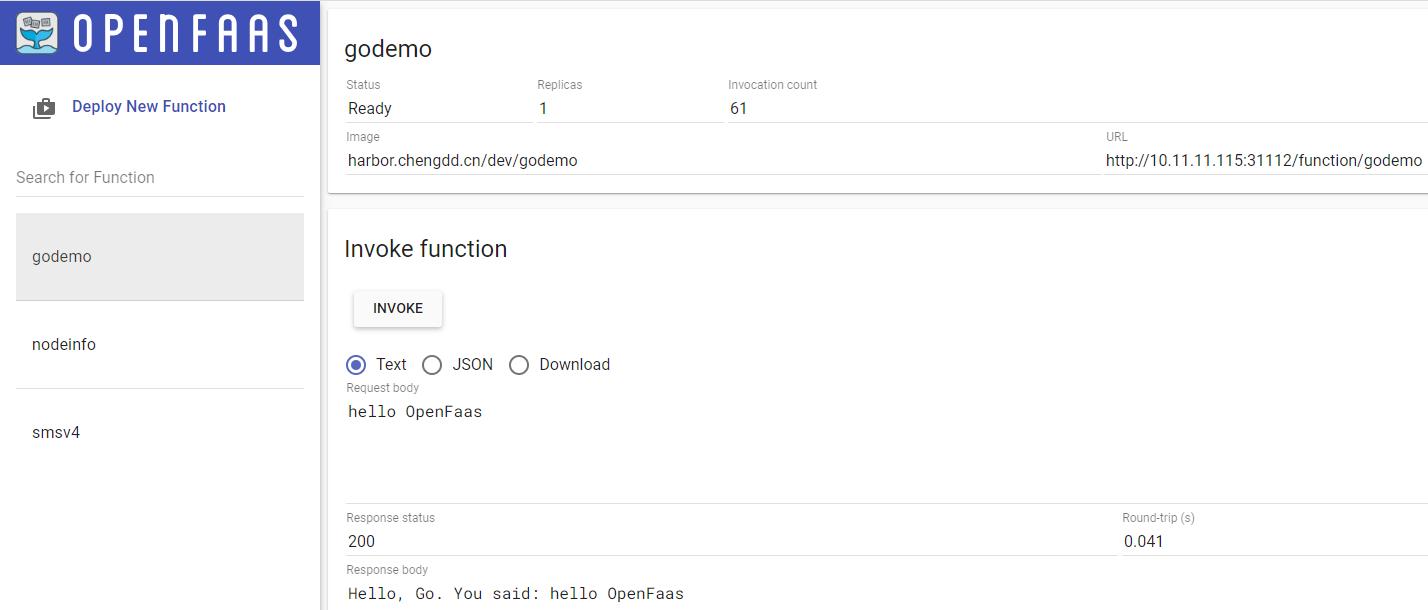 OPENFAAS
Deploy New Function
Search for Function
godemo
nodeinfo
smsv4
godemo
Status Replicas Invocation count
Ready 1 61
Image URL
harbor.chengdd.cn/dev/godemo http://10.11.11.115:31112/function/godemo
Invoke function
INVOKE
Text JSON Download
Request body
hello OpenFaas
Response status Round-trip (s)
200 0.041
Response body
Hello, Go. You said: hello OpenFaas